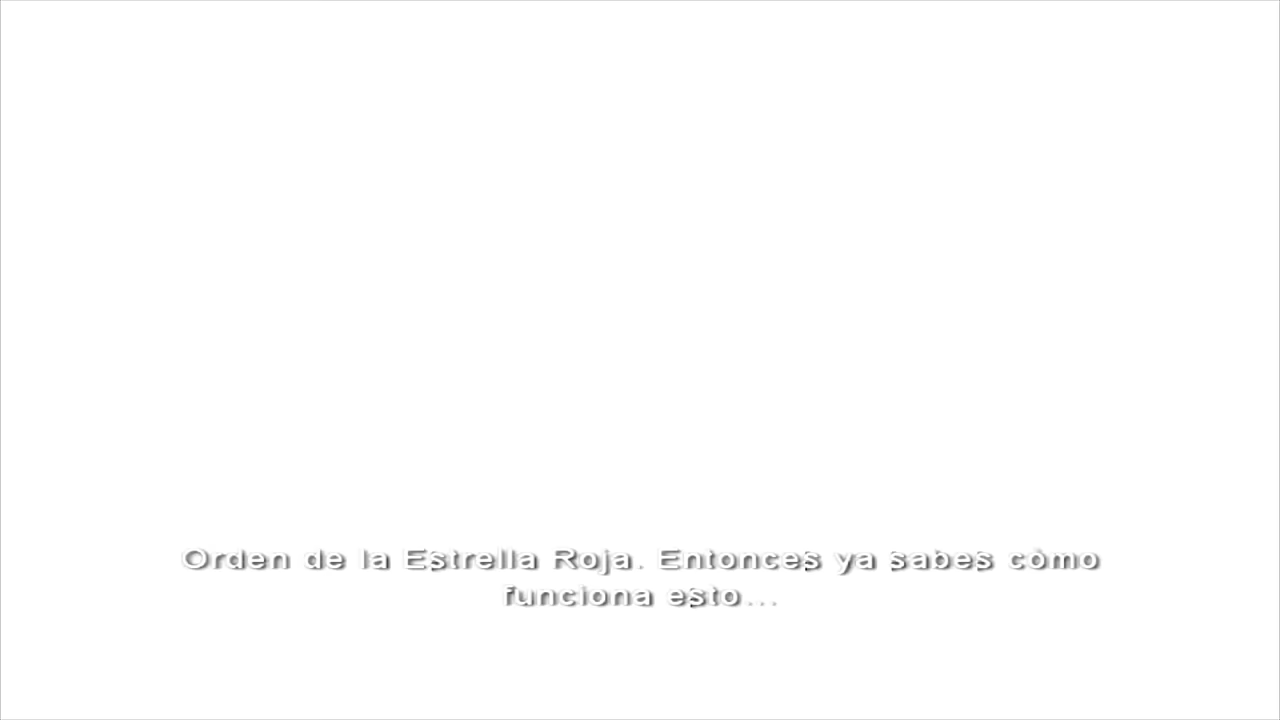 Orden de la Estrella Roja. Entonces ya sabes cómo
funciona esto...